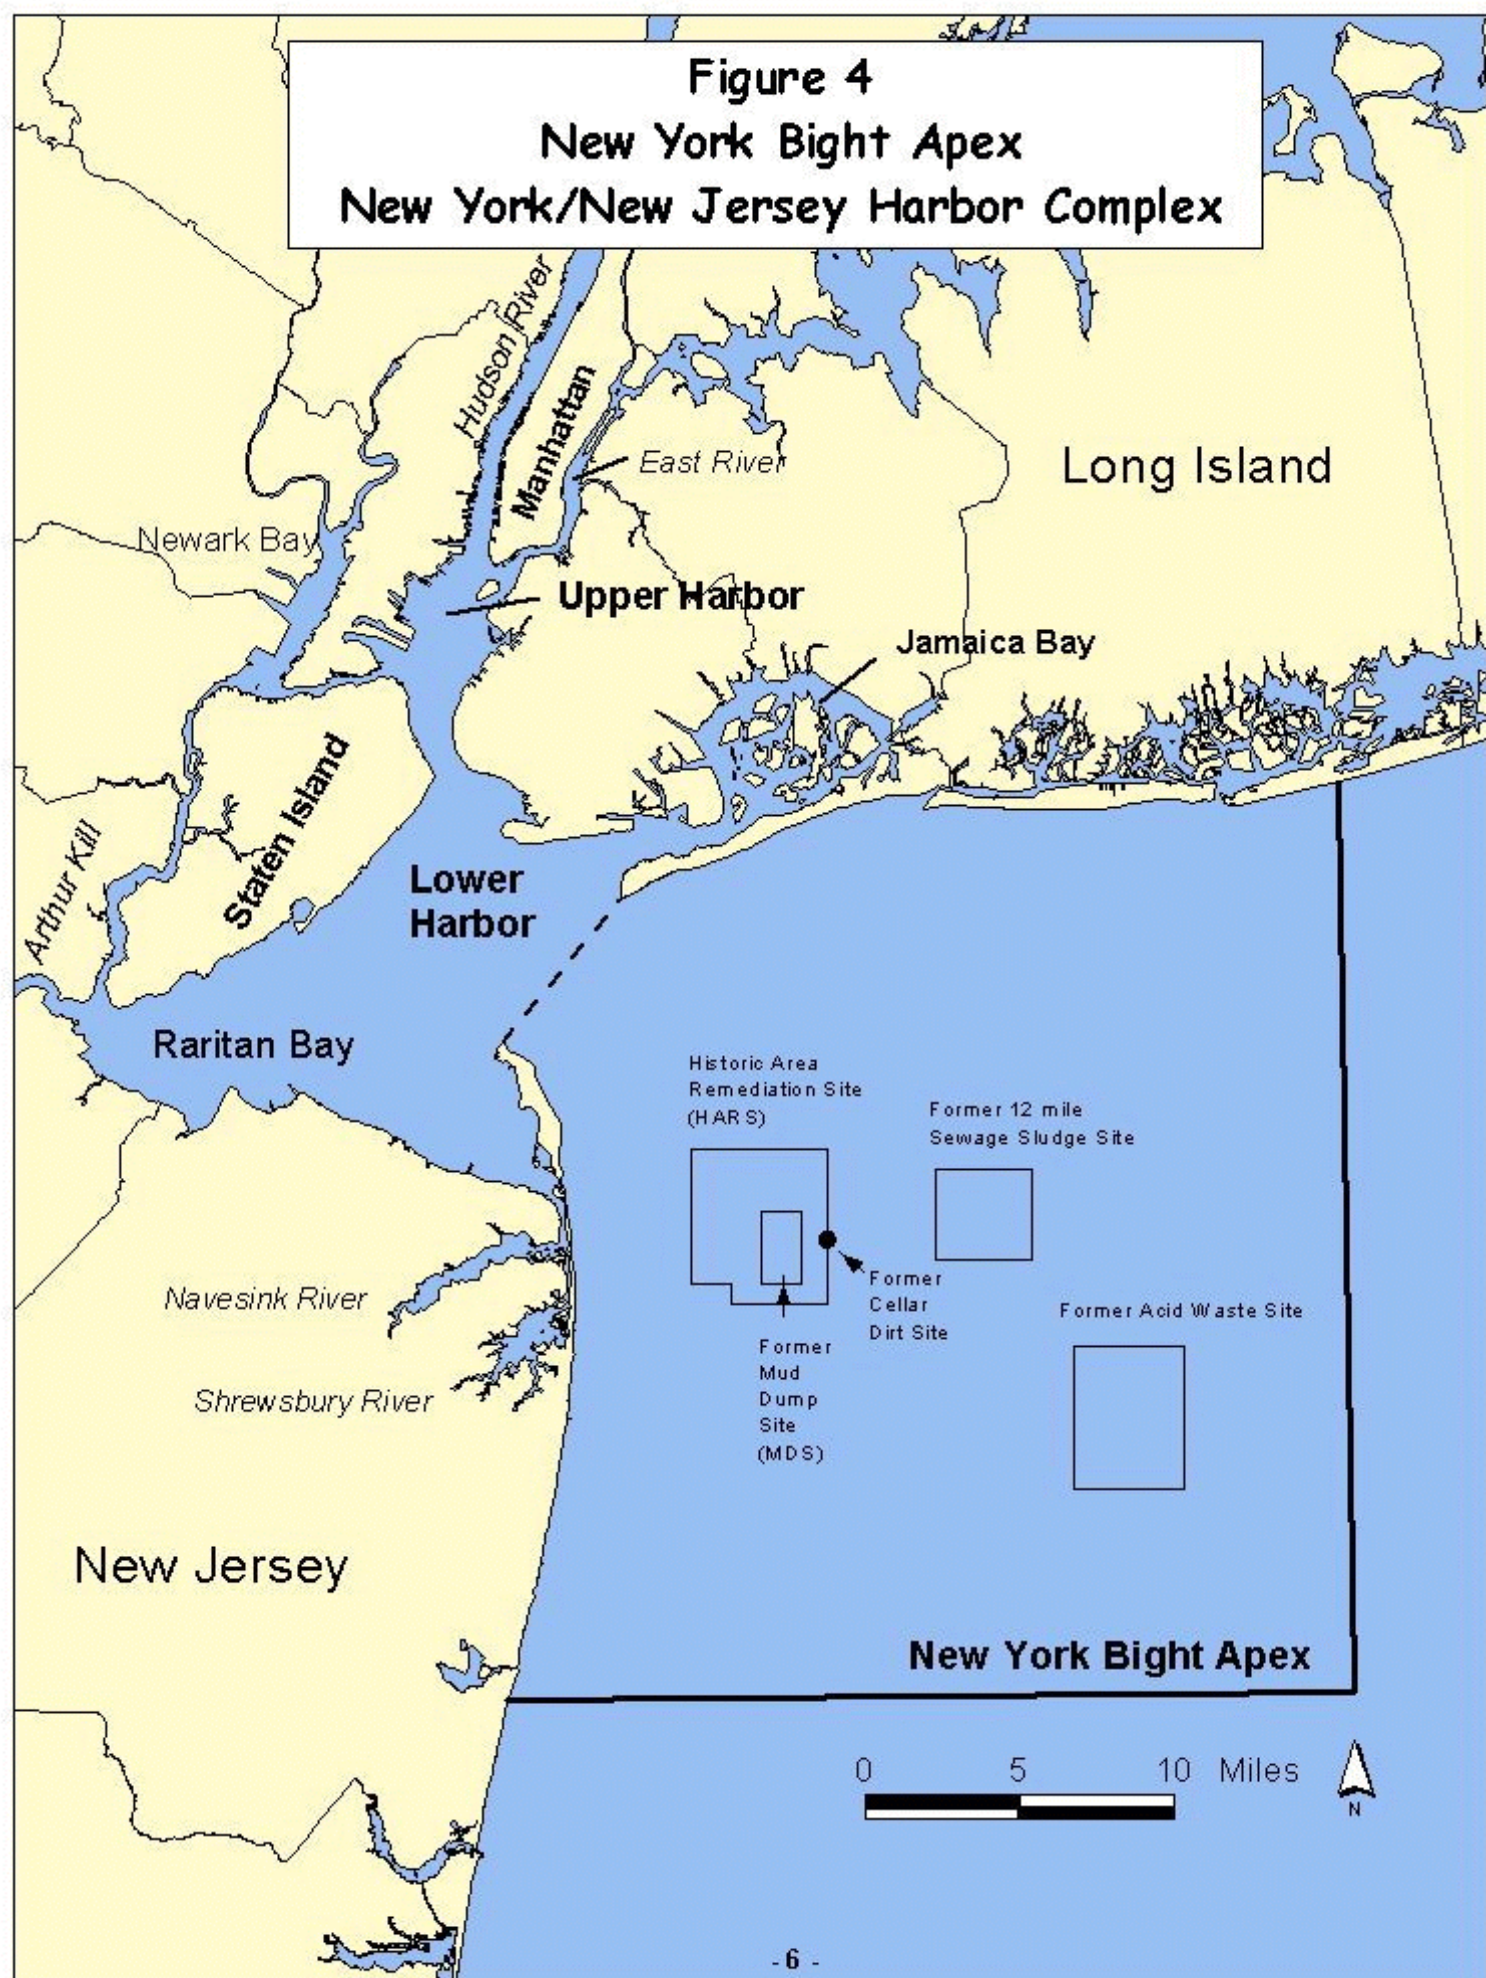 Figure 4
New York Bight Apex
New York/New Jersey Harbor Complex
Hudson River
Manhattan
East River
Long Island
Newark Bay
Upper Harbor
Jamaica Bay
Staten Island
Arthur Kill
Lower
Harbor
Raritan Bay
Historic Area
Remediation Site
(HARS)
Former 12 mile
Sewage Sludge Site
Former
Cellar
Dirt Site
Navesink River
Former Acid Waste Site
Former
Mud
Dump
Site
(MDS)
Shrewsbury River
New Jersey
New York Bight Apex
0 5 10 Miles
N
- 6 -